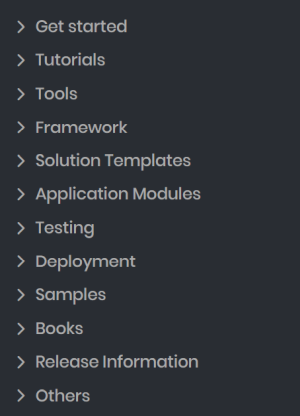 Get started
Tutorials
Tools
Framework
Solution Templates
Application Modules
Testing
Deployment
Samples
Books
Release Information
Others